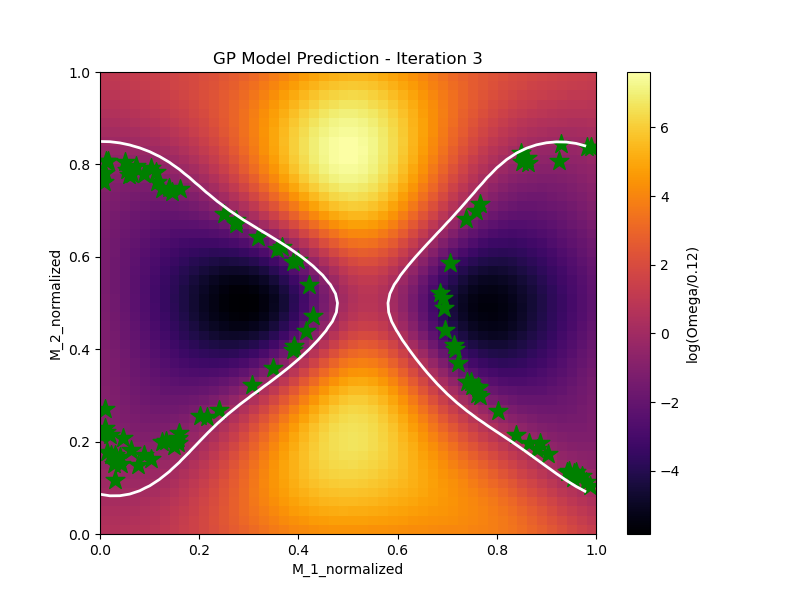 GP Model Prediction - Iteration 3
1.0
0.8
0.6
0.4
0.2
0.0
M_2_normalized
0.0 0.2 0.4 0.6 0.8 1.0
M_1_normalized
6
4
2
0
−2
−4
log(Omega/0.12)